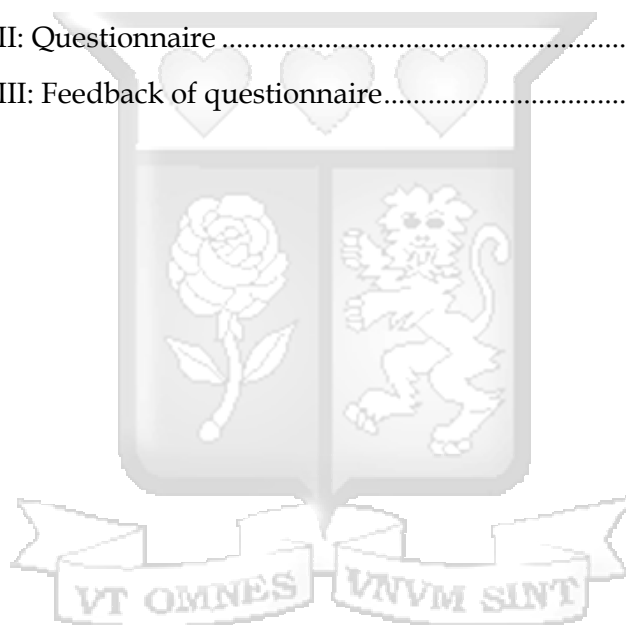 II: Questionnaire ........................................................
III: Feedback of questionnaire.................................
VT OMNES VNVM SINT